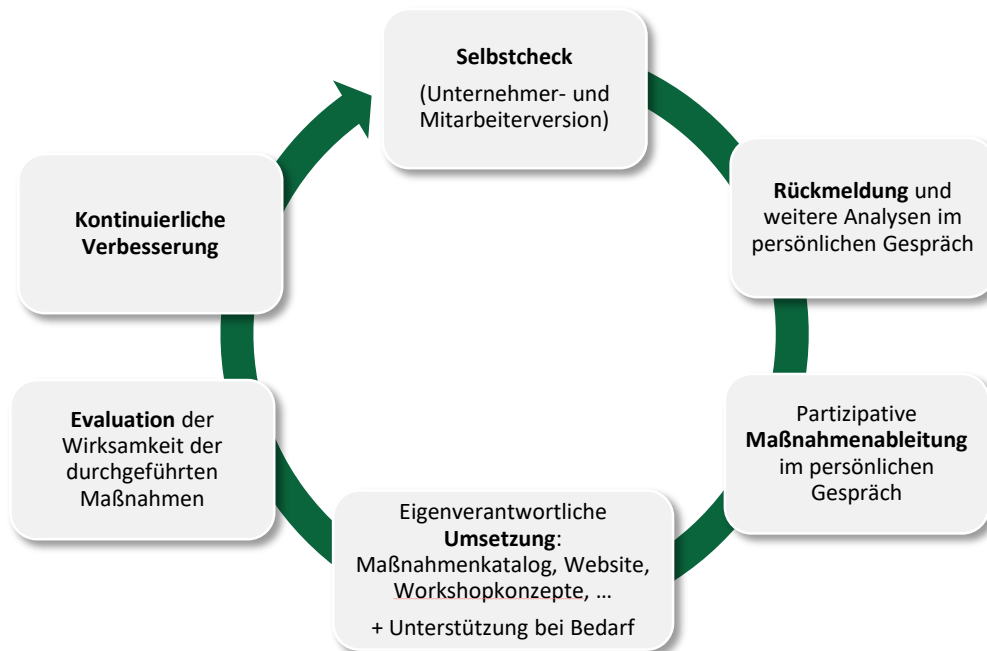 Selbstcheck
(Unternehmer- und
Mitarbeiterversion)
Rückmeldung und
weitere Analysen im
persönlichen Gespräch
Partizipative
Maßnahmenableitung
im persönlichen
Gespräch
Eigenverantwortliche
Umsetzung:
Maßnahmenkatalog, Website,
Workshopkonzepte, ...
+ Unterstützung bei Bedarf
Evaluation der
Wirksamkeit der
durchgeführten
Maßnahmen
Kontinuierliche
Verbesserung